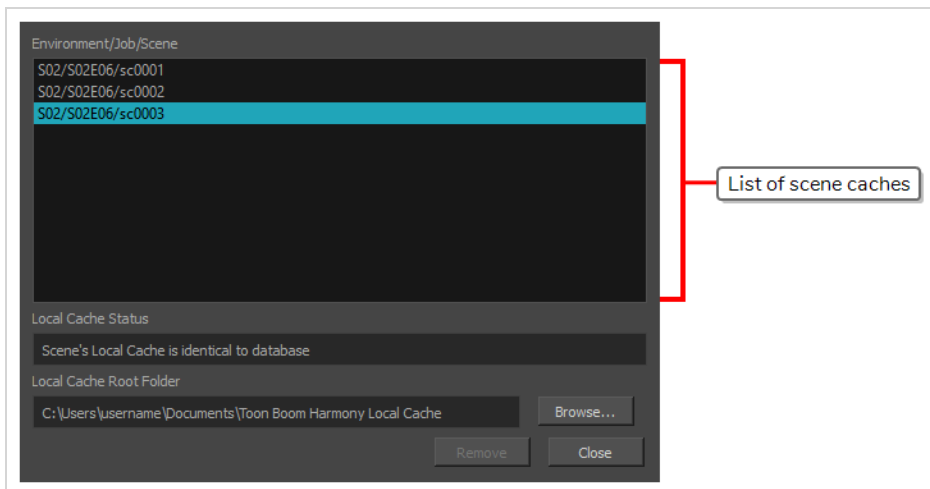 Environment/Job/Scene
S02/S02E06/sc0001
S02/S02E06/sc0002
S02/S02E06/sc0003
List of scene caches
Local Cache Status
Scene's Local Cache is identical to database
Local Cache Root Folder
C:\Users\username\Documents\Toon Boom Harmony Local Cache
Browse...
Remove
Close